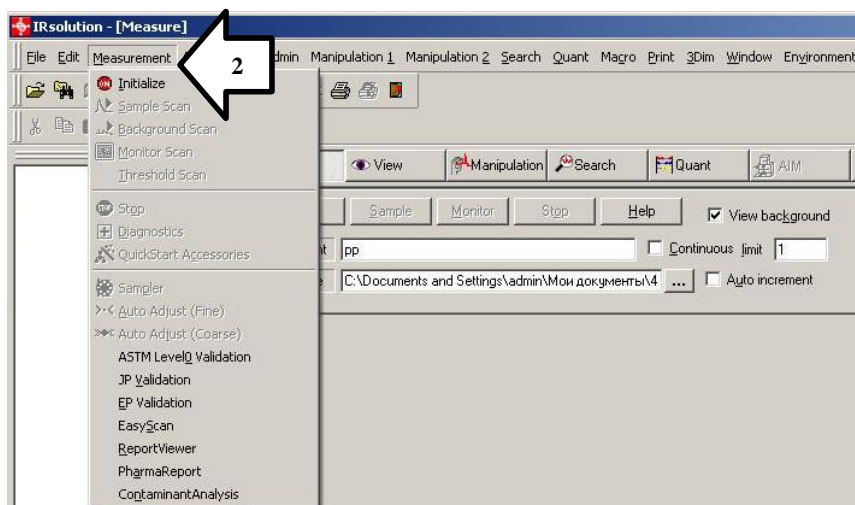 IRsolution - [Measure]
File Edit Measurement dmin Manipulation 1 Manipulation 2 Search Quant Macro Print 3Dim Window Environment
2
Initialize
Sample Scan
Background Scan
Monitor Scan
Threshold Scan
Stop
Diagnostics
QuickStart Accessories
Sampler
Auto Adjust (Fine)
Auto Adjust (Coarse)
ASTM Level0 Validation
JP Validation
EP Validation
EasyScan
ReportViewer
PharmaReport
ContaminantAnalysis
View Manipulation Search Quant AIM
Sample Monitor Stop Help View background
nt pp Continuous limit 1
C:\Documents and Settings\admin\Мои документы\4 ... Auto increment